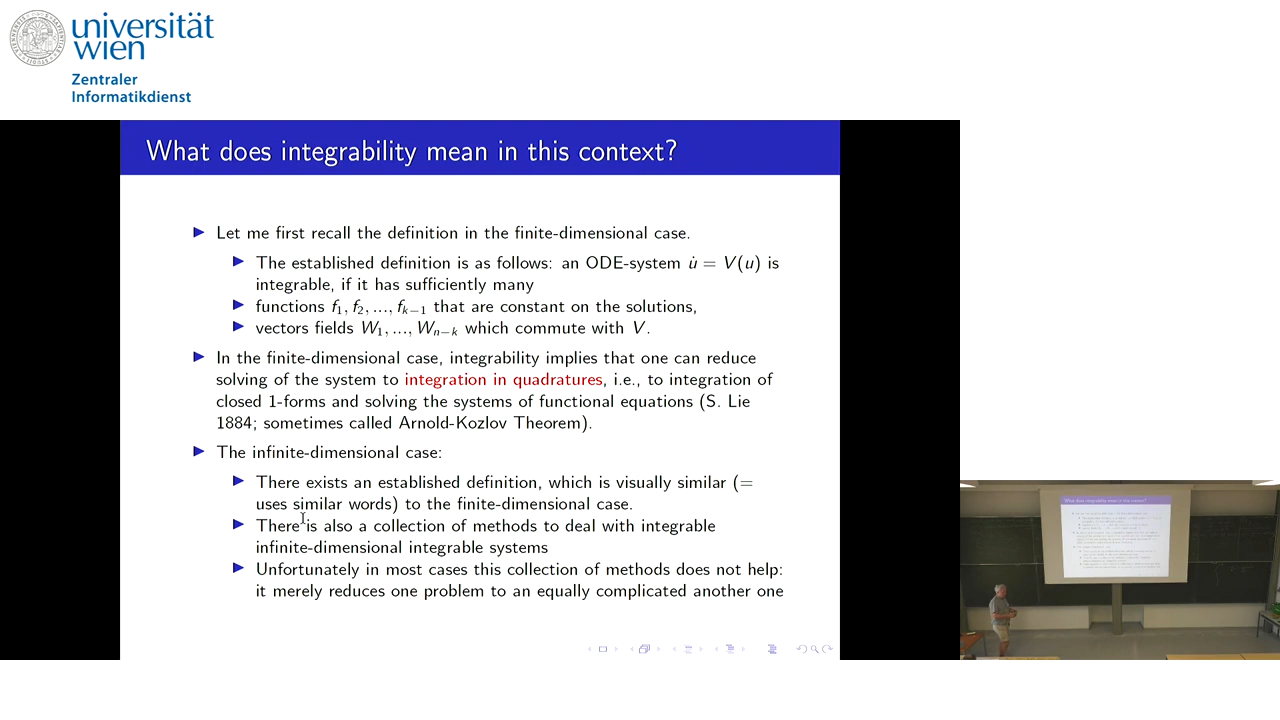 universität
wien
Zentraler
Informatikdienst
What does integrability mean in this context?
Let me first recall the definition in the finite-dimensional case.
The established definition is as follows: an ODE-system u̇ = V(u) is
integrable, if it has sufficiently many
functions f₁, f₂, ..., fₖ₋₁ that are constant on the solutions,
vectors fields W₁, ..., Wₙ₋ₖ which commute with V.
In the finite-dimensional case, integrability implies that one can reduce
solving of the system to integration in quadratures, i.e., to integration of
closed 1-forms and solving the systems of functional equations (S. Lie
1884; sometimes called Arnold-Kozlov Theorem).
The infinite-dimensional case:
There exists an established definition, which is visually similar (=
uses similar words) to the finite-dimensional case.
There is also a collection of methods to deal with integrable
infinite-dimensional integrable systems
Unfortunately in most cases this collection of methods does not help:
it merely reduces one problem to an equally complicated another one
What does integrability mean in this context?